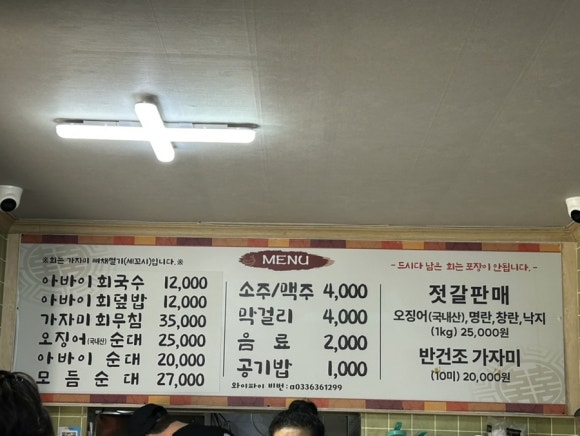 ※회는 가자미 뼈채썰기(세꼬시)입니다.※
아바이회국수 12,000
아바이회덮밥 12,000
가자미회무침 35,000
오징어(국내산)순대 25,000
아바이 순대 20,000
모듬순대 27,000
MENU
소주/맥주 4,000
막걸리 4,000
음료 2,000
공기밥 1,000
와이파이 비번:a0336361299
- 드시다 남은 회는 포장이 안됩니다. -
젓갈판매
오징어(국내산),명란,창란,낙지
(1kg) 25,000원
반건조 가자미
(10미) 20,000원